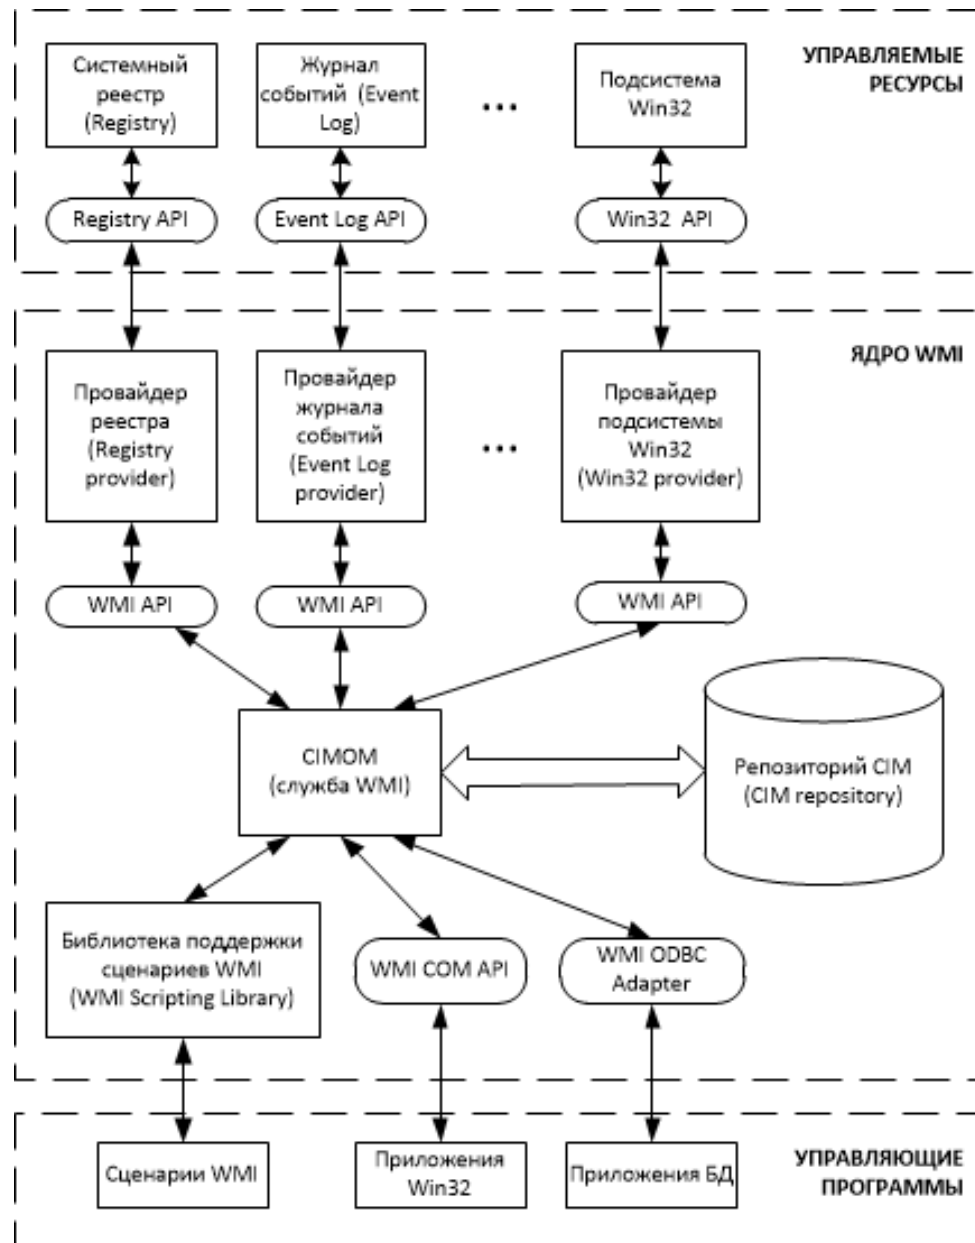 УПРАВЛЯЕМЫЕ
РЕСУРСЫ
Системный
реестр
(Registry)
Журнал
событий (Event
Log)
...
Подсистема
Win32
Registry API
Event Log API
Win32 API
ЯДРО WMI
Провайдер
реестра
(Registry
provider)
Провайдер
журнала
событий
(Event Log
provider)
...
Провайдер
подсистемы
Win32
(Win32 provider)
WMI API
WMI API
WMI API
CIMOM
(служба WMI)
Репозиторий CIM
(CIM repository)
Библиотека поддержки
сценариев WMI
(WMI Scripting Library)
WMI COM API
WMI ODBC
Adapter
Сценарии WMI
Приложения
Win32
Приложения БД
УПРАВЛЯЮЩИЕ
ПРОГРАММЫ